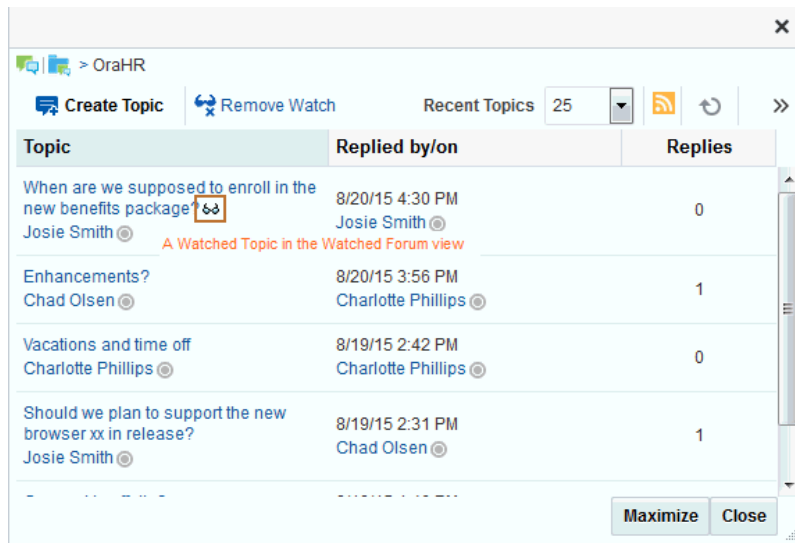 > OraHR
Create Topic Remove Watch Recent Topics 25
Topic Replied by/on Replies
When are we supposed to enroll in the
new benefits package?
Josie Smith
8/20/15 4:30 PM
Josie Smith
0
A Watched Topic in the Watched Forum view
Enhancements?
Chad Olsen
8/20/15 3:56 PM
Charlotte Phillips
1
Vacations and time off
Charlotte Phillips
8/19/15 2:42 PM
Charlotte Phillips
0
Should we plan to support the new
browser xx in release?
Josie Smith
8/19/15 2:31 PM
Chad Olsen
1
Maximize Close